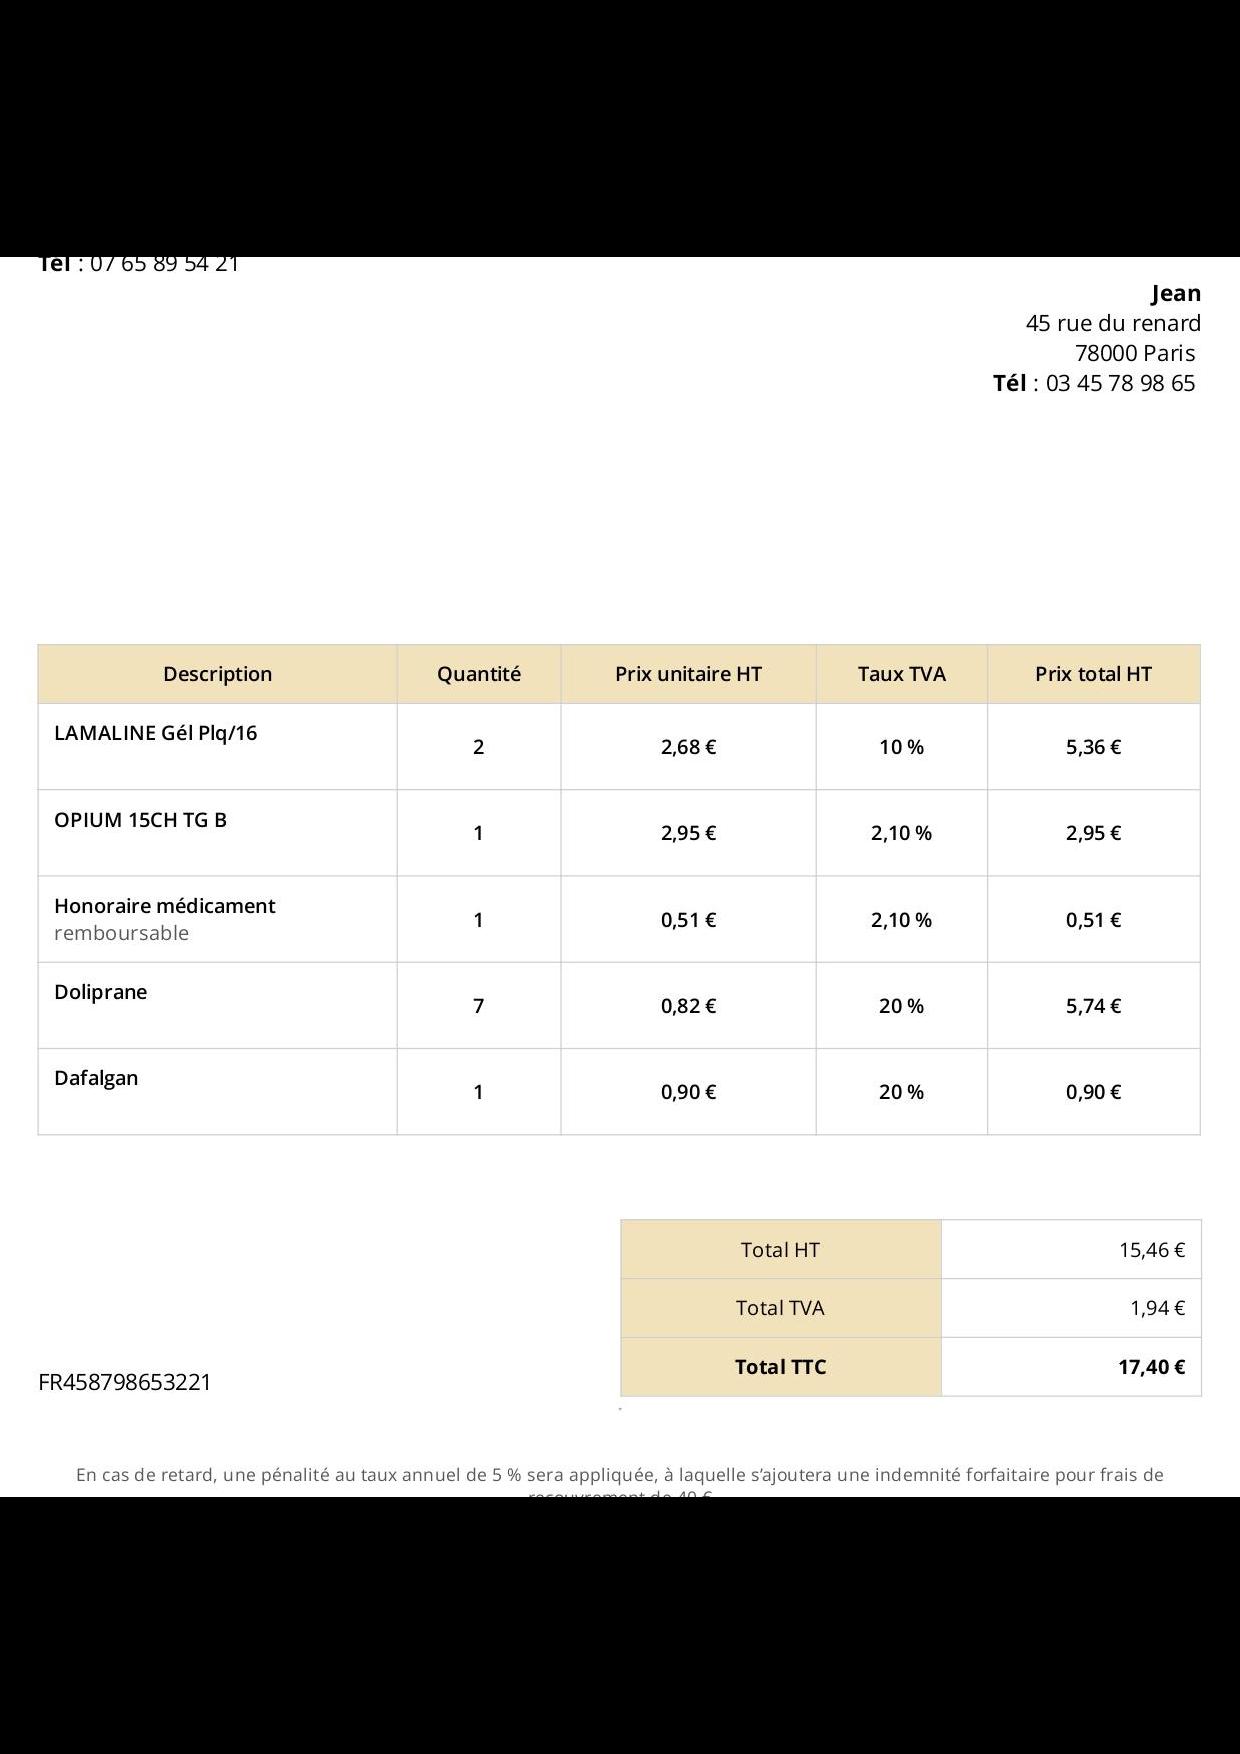 Tél : 07 65 89 54 21
Jean
45 rue du renard
78000 Paris
Tél : 03 45 78 98 65
Description Quantité Prix unitaire HT Taux TVA Prix total HT
LAMALINE Gél Plq/16 2 2,68 € 10 % 5,36 €
OPIUM 15CH TG B 1 2,95 € 2,10 % 2,95 €
Honoraire médicament
remboursable 1 0,51 € 2,10 % 0,51 €
Doliprane 7 0,82 € 20 % 5,74 €
Dafalgan 1 0,90 € 20 % 0,90 €
Total HT 15,46 €
Total TVA 1,94 €
Total TTC 17,40 €
FR458798653221
En cas de retard, une pénalité au taux annuel de 5 % sera appliquée, à laquelle s’ajoutera une indemnité forfaitaire pour frais de
recouvrement de 40 €